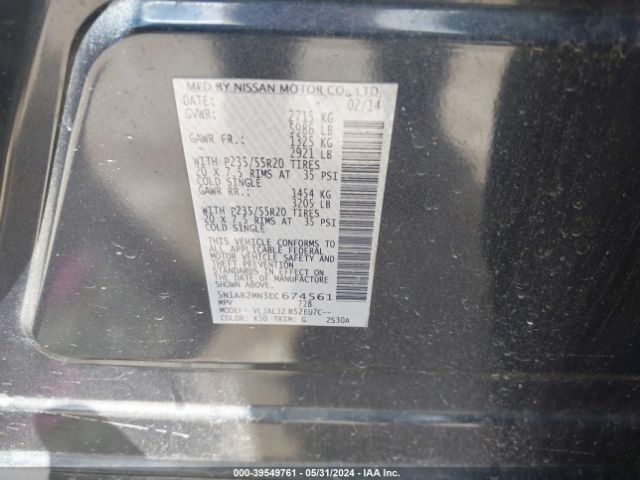 MFD BY NISSAN MOTOR CO., LTD.
DATE: 02/14
GVWR: 2715 KG
5986 LB
GAWR FR.: 1325 KG
2921 LB
WITH P235/55R20 TIRES
20 X 7.5 RIMS AT 35 PSI
COLD SINGLE
GAWR RR.: 1454 KG
3205 LB
WITH P235/55R20 TIRES
20 X 7.5 RIMS AT 35 PSI
COLD SINGLE
THIS VEHICLE CONFORMS TO
ALL APPLICABLE FEDERAL
MOTOR VEHICLE SAFETY AND
THEFT PREVENTION
STANDARDS IN EFFECT ON
THE DATE OF MANUFACTURE
SHOWN ABOVE.
5N1AR2MN3EC674561
MPV 728
MODEL
COLOR: K50 TRIM: G 2S30A
000-39549761 - 05/31/2024 - IAA Inc.